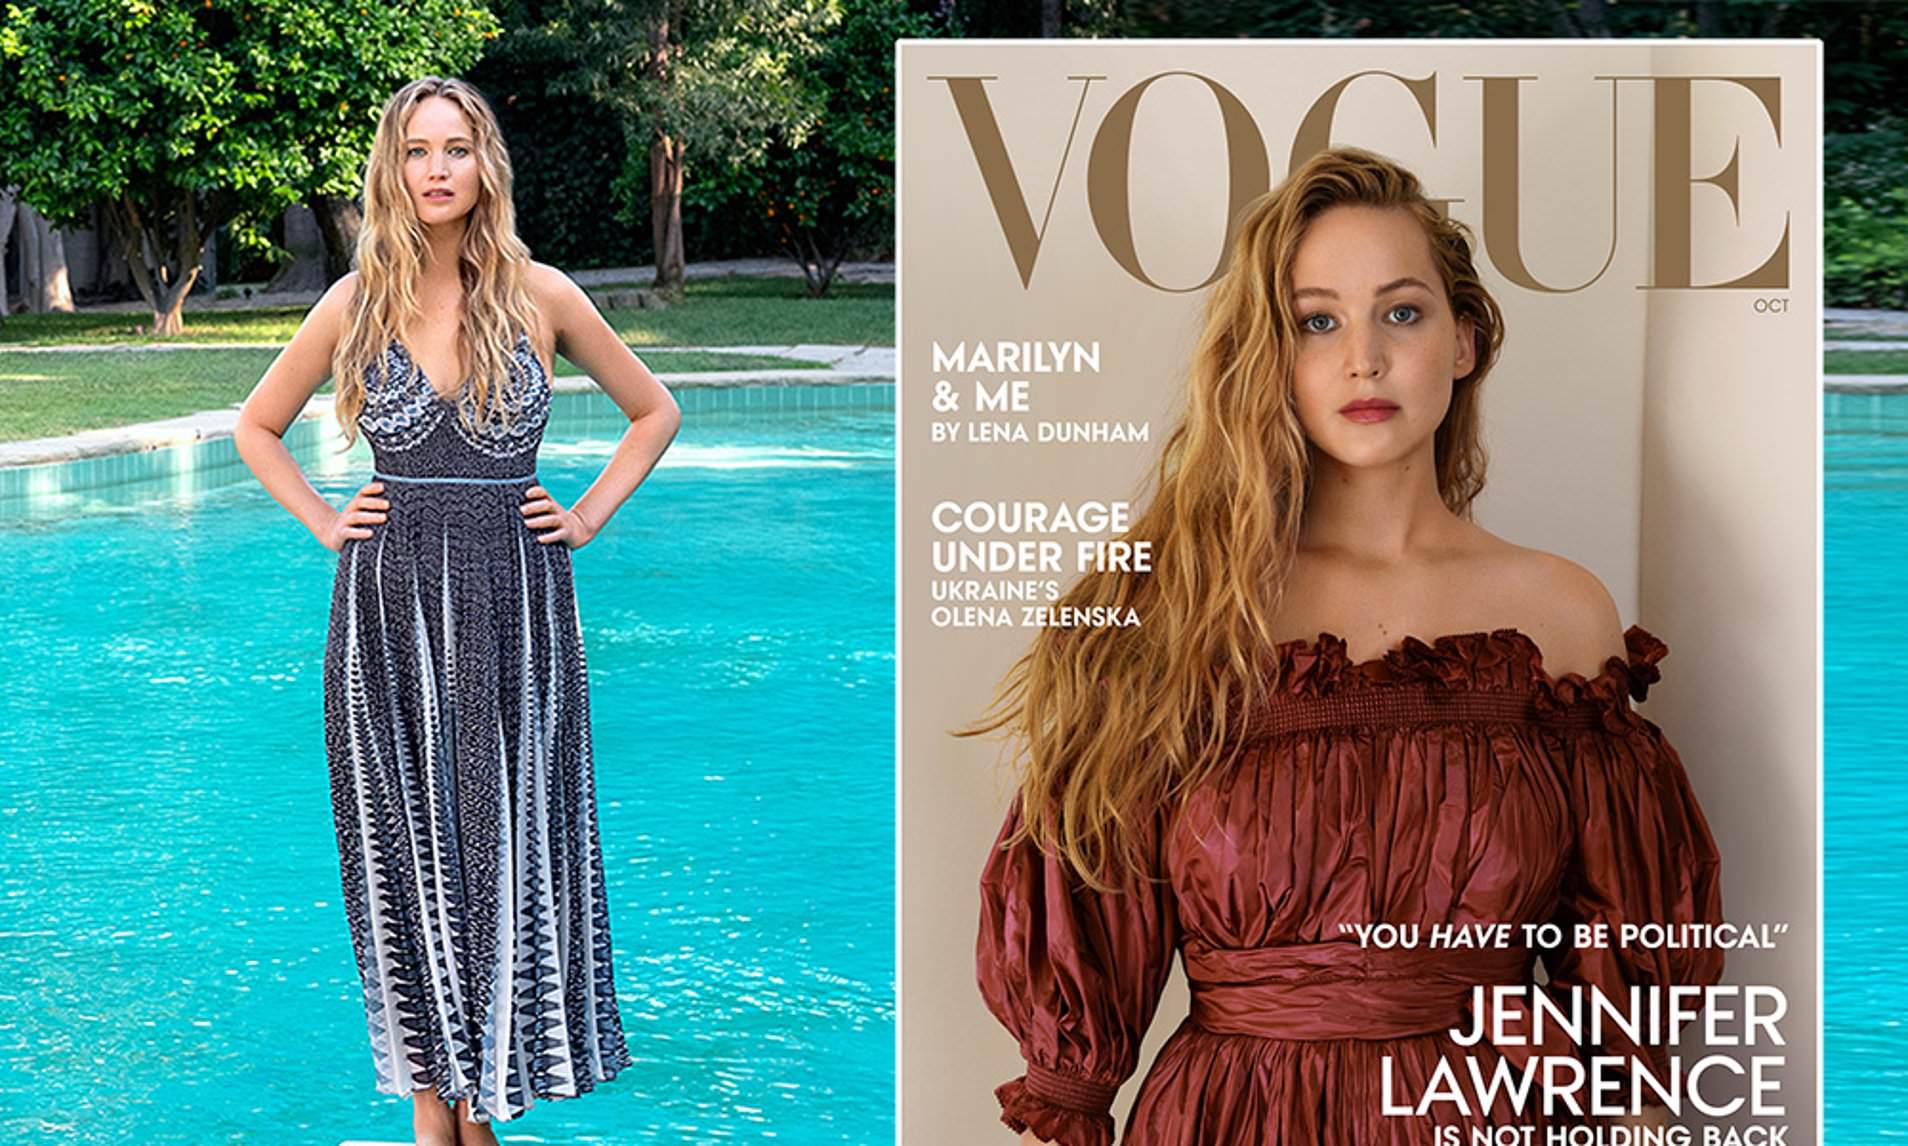 VOGUE
OCT
MARILYN
& ME
BY LENA DUNHAM
COURAGE
UNDER FIRE
UKRAINE'S
OLENA ZELENSKA
"YOU HAVE TO BE POLITICAL"
JENNIFER
LAWRENCE
IS NOT HOLDING BACK